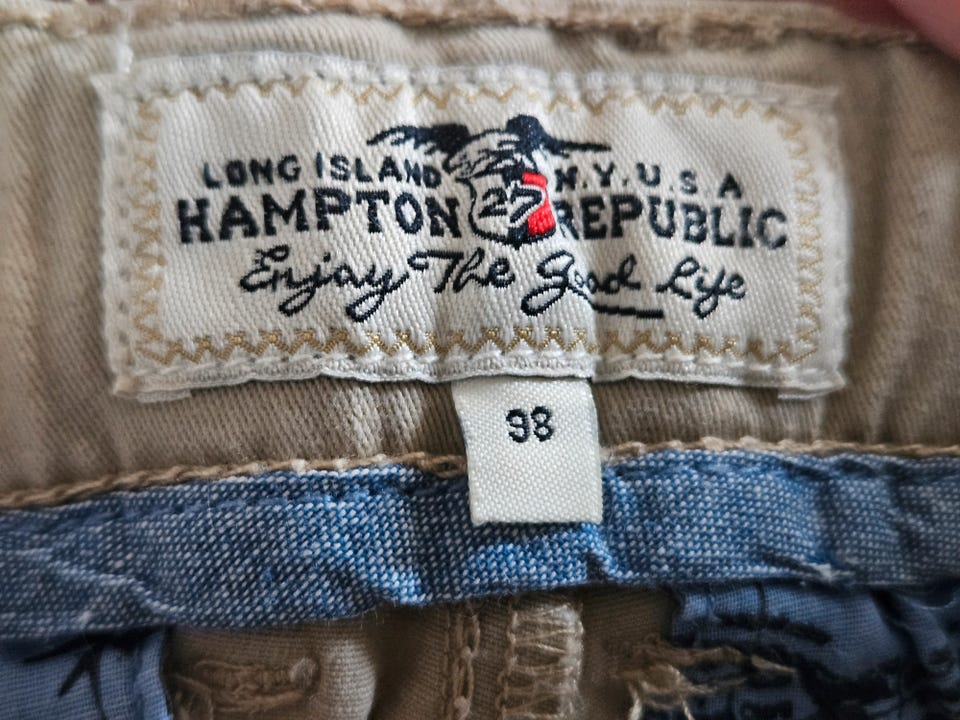 LONG ISLAND N.Y. U.S A
HAMPTON 27 REPUBLIC
Enjoy The Good Life
98